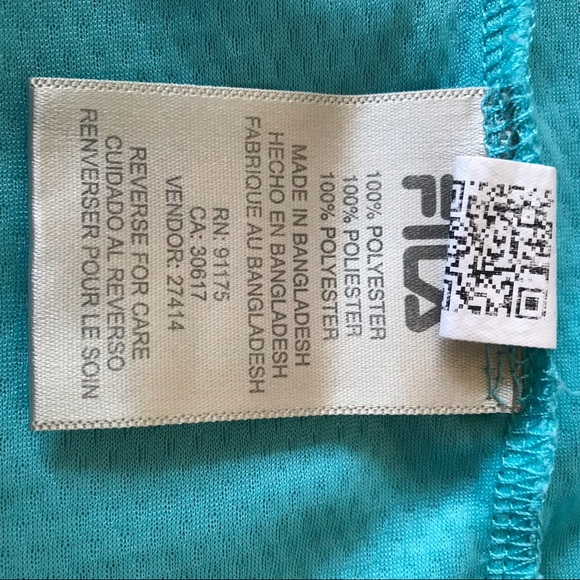 FILA
100% POLYESTER
100% POLIESTER
100% POLYESTER
MADE IN BANGLADESH
HECHO EN BANGLADESH
FABRIQUE AU BANGLADESH
RN: 91175
CA: 30617
VENDOR: 27414
REVERSE FOR CARE
CUIDADO AL REVERSO
RENVERSER POUR LE SOIN